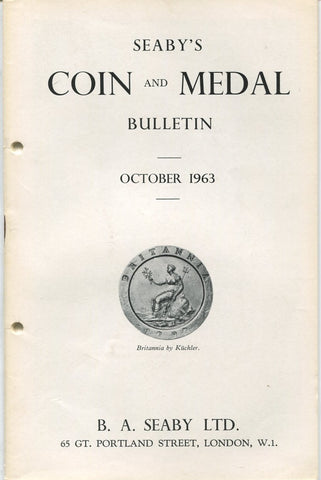 SEABY'S
COIN AND MEDAL
BULLETIN
OCTOBER 1963
BRITANNIA
1797
Britannia by Küchler.
B. A. SEABY LTD.
65 GT. PORTLAND STREET, LONDON, W.1.